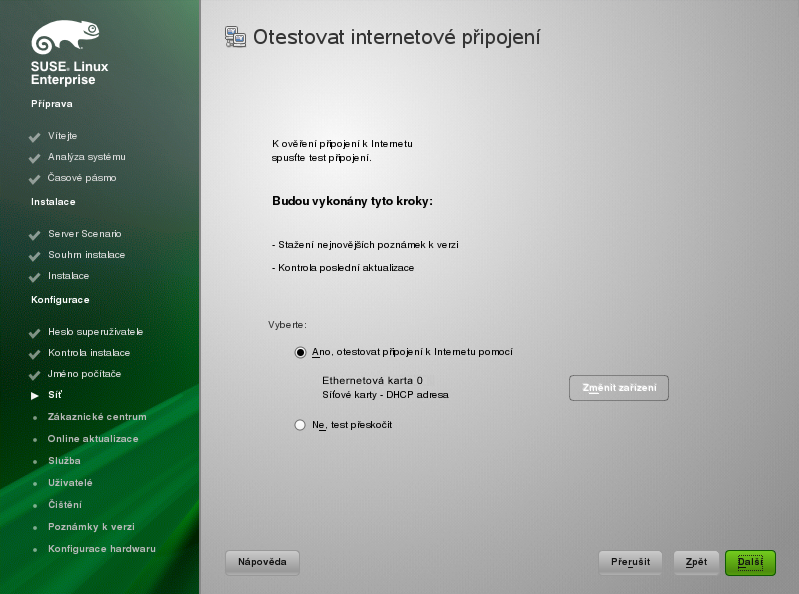 SUSE® Linux
Enterprise
Příprava
Vítejte
Analýza systému
Časové pásmo
Instalace
Server Scenario
Souhrn instalace
Instalace
Konfigurace
Heslo superuživatele
Kontrola instalace
Jméno počítače
Síť
Zákaznické centrum
Online aktualizace
Služba
Uživatelé
Čištění
Poznámky k verzi
Konfigurace hardwaru
Otestovat internetové připojení
K ověření připojení k Internetu
spusťte test připojení.
Budou vykonány tyto kroky:
- Stažení nejnovějších poznámek k verzi
- Kontrola poslední aktualizace
Vyberte:
Ano, otestovat připojení k Internetu pomocí
Ethernetová karta 0
Síťové karty - DHCP adresa
Změnit zařízení
Ne, test přeskočit
Nápověda
Přerušit
Zpět
Další